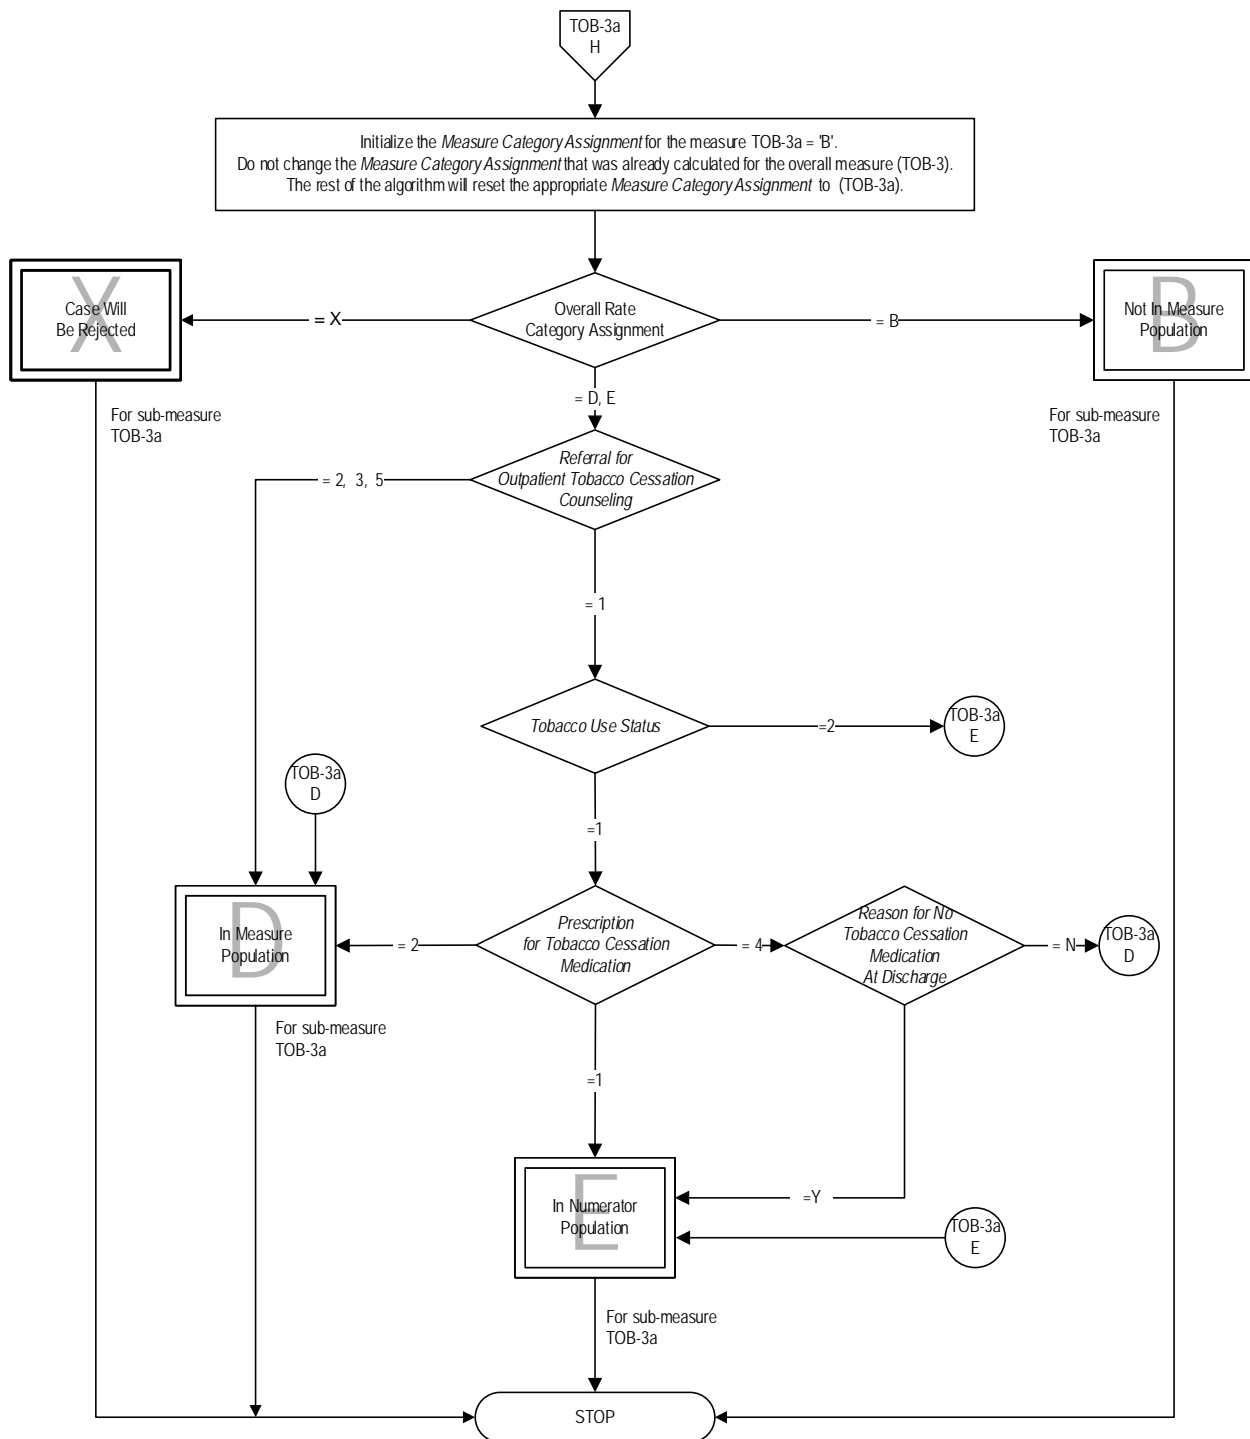 TOB-3a
H
Initialize the Measure Category Assignment for the measure TOB-3a = 'B'.
Do not change the Measure Category Assignment that was already calculated for the overall measure (TOB-3).
The rest of the algorithm will reset the appropriate Measure Category Assignment to (TOB-3a).
X
Case Will
Be Rejected
= X
Overall Rate
Category Assignment
= B
B
Not In Measure
Population
= D, E
For sub-measure
TOB-3a
For sub-measure
TOB-3a
Referral for
Outpatient Tobacco Cessation
Counseling
= 2, 3, 5
= 1
Tobacco Use Status
=2
TOB-3a
E
TOB-3a
D
=1
D
In Measure
Population
= 2
Prescription
for Tobacco Cessation
Medication
= 4
Reason for No
Tobacco Cessation
Medication
At Discharge
= N
TOB-3a
D
For sub-measure
TOB-3a
=1
E
In Numerator
Population
=Y
TOB-3a
E
For sub-measure
TOB-3a
STOP